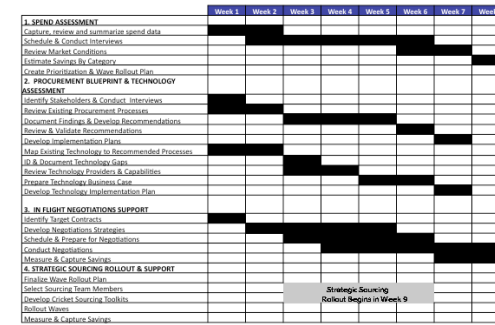 Week 1 Week 2 Week 3 Week 4 Week 5 Week 6 Week 7
1. SPEND ASSESSMENT
Capture, review and summarize spend data
Schedule & Conduct Interviews
Review Market Conditions
Estimate Savings By Category
Create Prioritization & Wave Rollout Plan
2. PROCUREMENT BLUEPRINT & TECHNOLOGY
ASSESSMENT
Identify Stakeholders & Conduct Interviews
Review Existing Procurement Processes
Document Findings & Develop Recommendations
Review & Validate Recommendations
Develop Implementation Plans
Map Existing Technology to Recommended Processes
ID & Document Technology Gaps
Review Technology Providers & Capabilities
Prepare Technology Business Case
Develop Technology Implementation Plan
3. IN FLIGHT NEGOTIATIONS SUPPORT
Identify Target Contracts
Develop Negotiations Strategies
Schedule & Prepare for Negotiations
Conduct Negotiations
Measure & Capture Savings
4. STRATEGIC SOURCING ROLLOUT & SUPPORT
Finalize Wave Rollout Plan
Select Sourcing Team Members
Develop Cricket Sourcing Toolkits
Rollout Waves
Measure & Capture Savings
Strategic Sourcing
Rollout Begins in Week 9